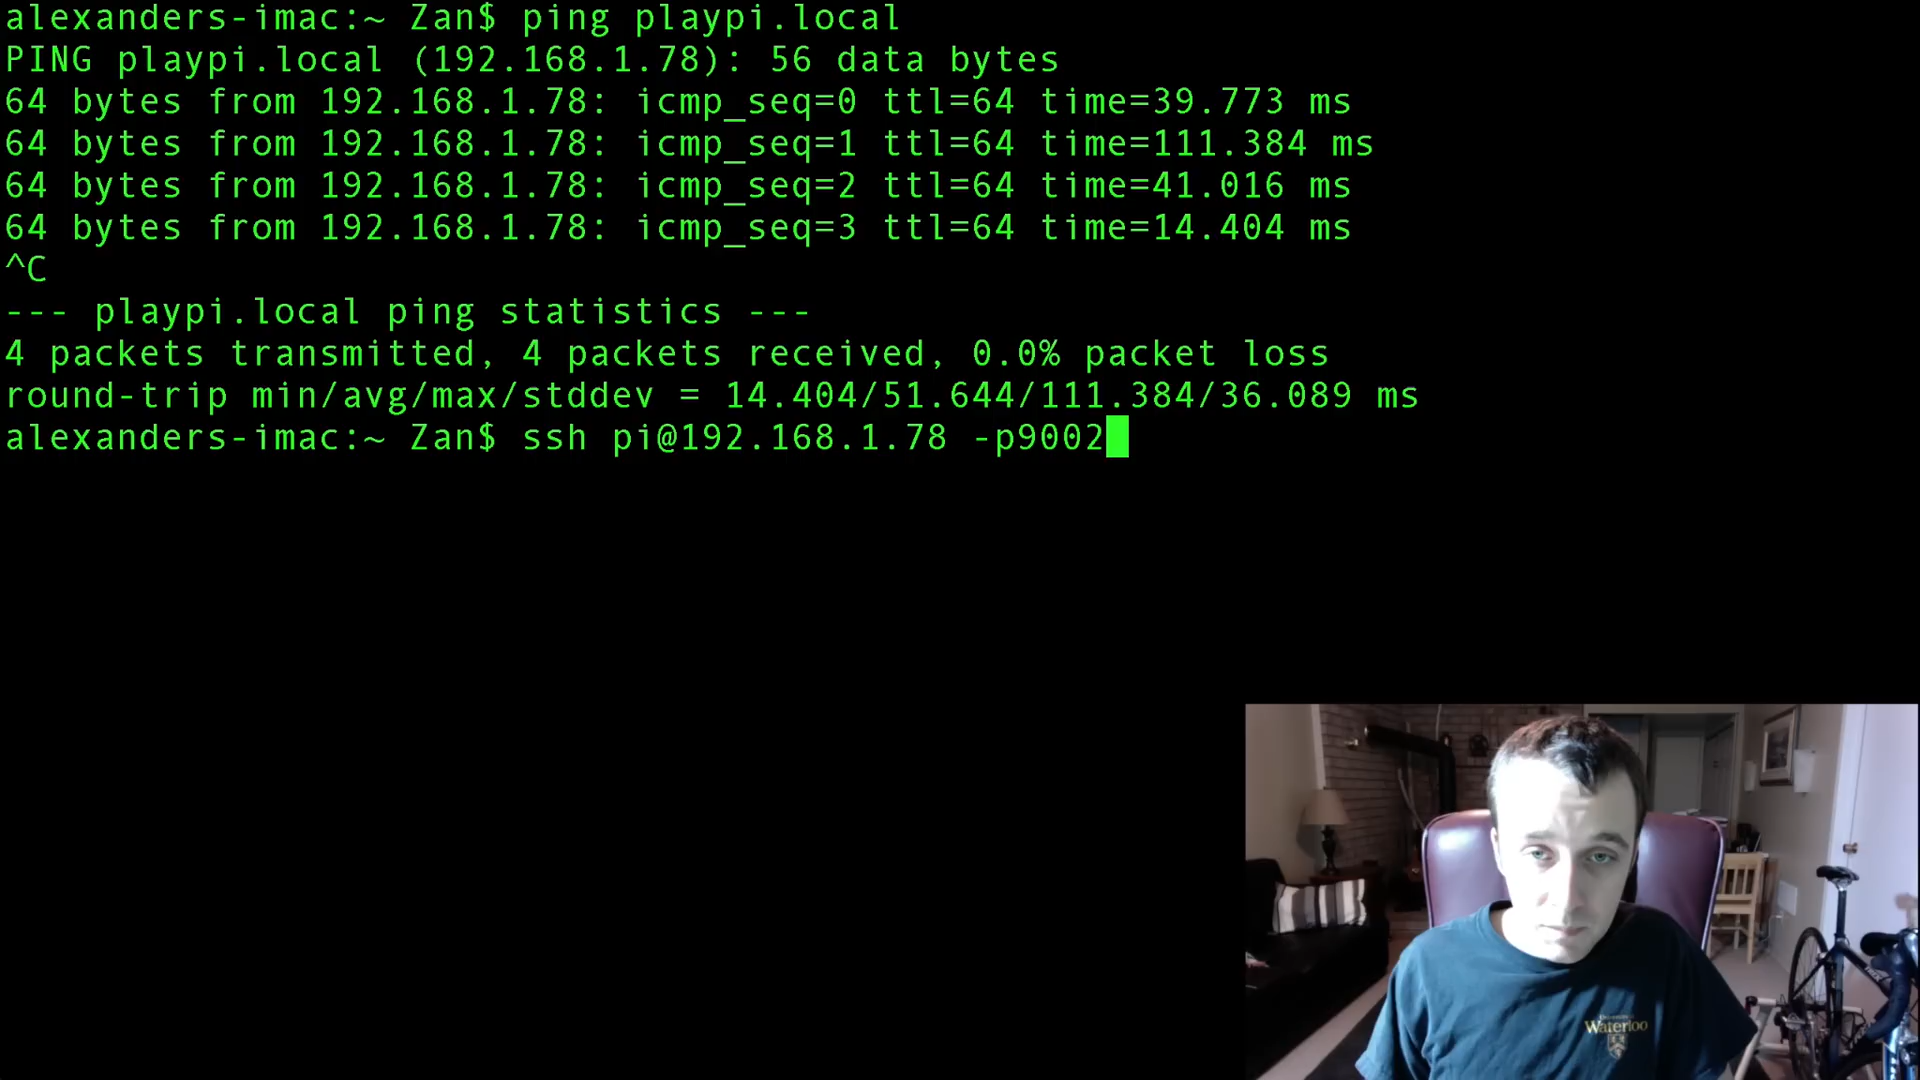 alexanders-imac:~ Zan$ ping playpi.local
PING playpi.local (192.168.1.78): 56 data bytes
64 bytes from 192.168.1.78: icmp_seq=0 ttl=64 time=39.773 ms
64 bytes from 192.168.1.78: icmp_seq=1 ttl=64 time=111.384 ms
64 bytes from 192.168.1.78: icmp_seq=2 ttl=64 time=41.016 ms
64 bytes from 192.168.1.78: icmp_seq=3 ttl=64 time=14.404 ms
^C
--- playpi.local ping statistics ---
4 packets transmitted, 4 packets received, 0.0% packet loss
round-trip min/avg/max/stddev = 14.404/51.644/111.384/36.089 ms
alexanders-imac:~ Zan$ ssh pi@192.168.1.78 -p9002
Waterloo